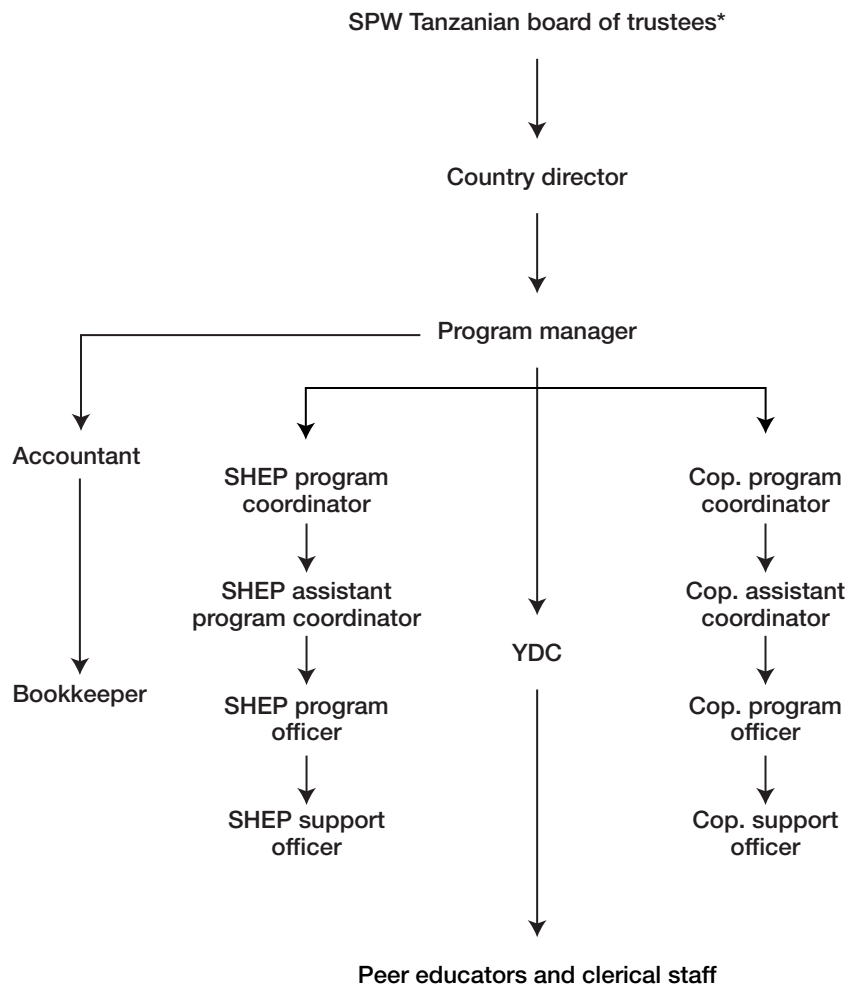 SPW Tanzanian board of trustees*
Country director
Program manager
Accountant
Bookkeeper
SHEP program
coordinator
SHEP assistant
program coordinator
SHEP program
officer
SHEP support
officer
YDC
Cop. program
coordinator
Cop. assistant
coordinator
Cop. program
officer
Cop. support
officer
Peer educators and clerical staff